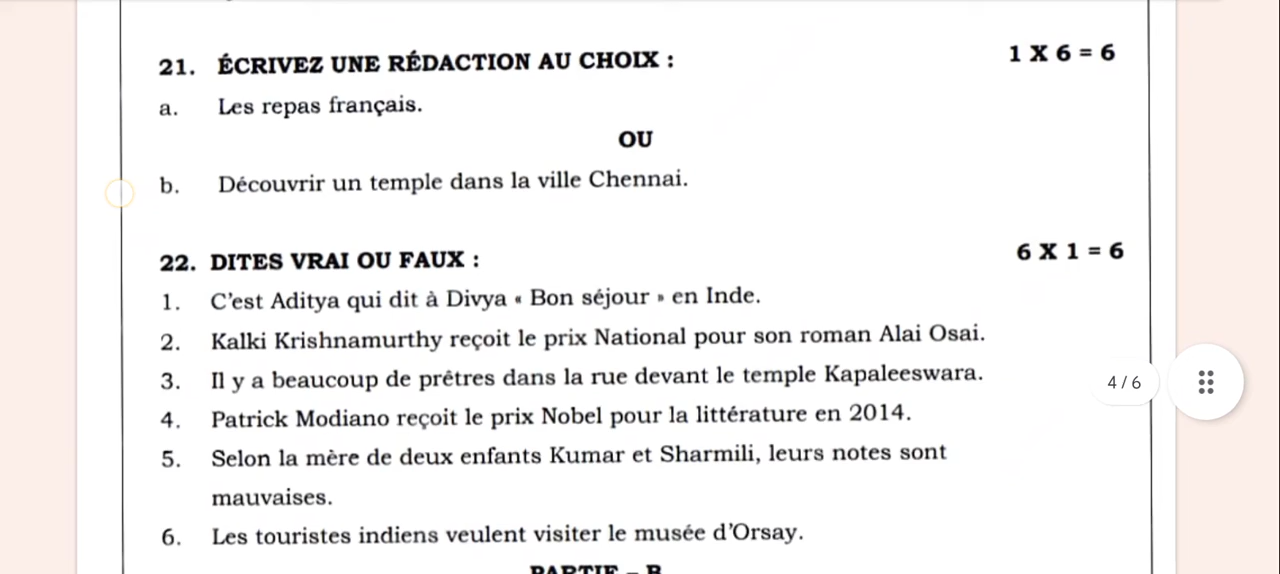 21. ÉCRIVEZ UNE RÉDACTION AU CHOIX : 1 X 6 = 6
a. Les repas français.
OU
b. Découvrir un temple dans la ville Chennai.
22. DITES VRAI OU FAUX : 6 X 1 = 6
1. C'est Aditya qui dit à Divya « Bon séjour » en Inde.
2. Kalki Krishnamurthy reçoit le prix National pour son roman Alai Osai.
3. Il y a beaucoup de prêtres dans la rue devant le temple Kapaleeswara.
4 / 6
4. Patrick Modiano reçoit le prix Nobel pour la littérature en 2014.
5. Selon la mère de deux enfants Kumar et Sharmili, leurs notes sont
mauvaises.
6. Les touristes indiens veulent visiter le musée d'Orsay.
PARTIE – B